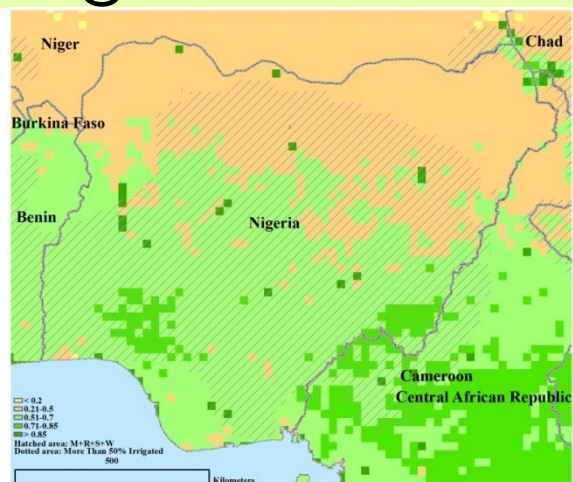 Niger
Chad
Burkina Faso
Benin
Nigeria
Cameroon
Central African Republic
< 0.2
0.21-0.5
0.51-0.7
0.71-0.85
> 0.85
Hatched area: M+R+S+W
Dotted area: More Than 50% Irrigated
500
Kilometers